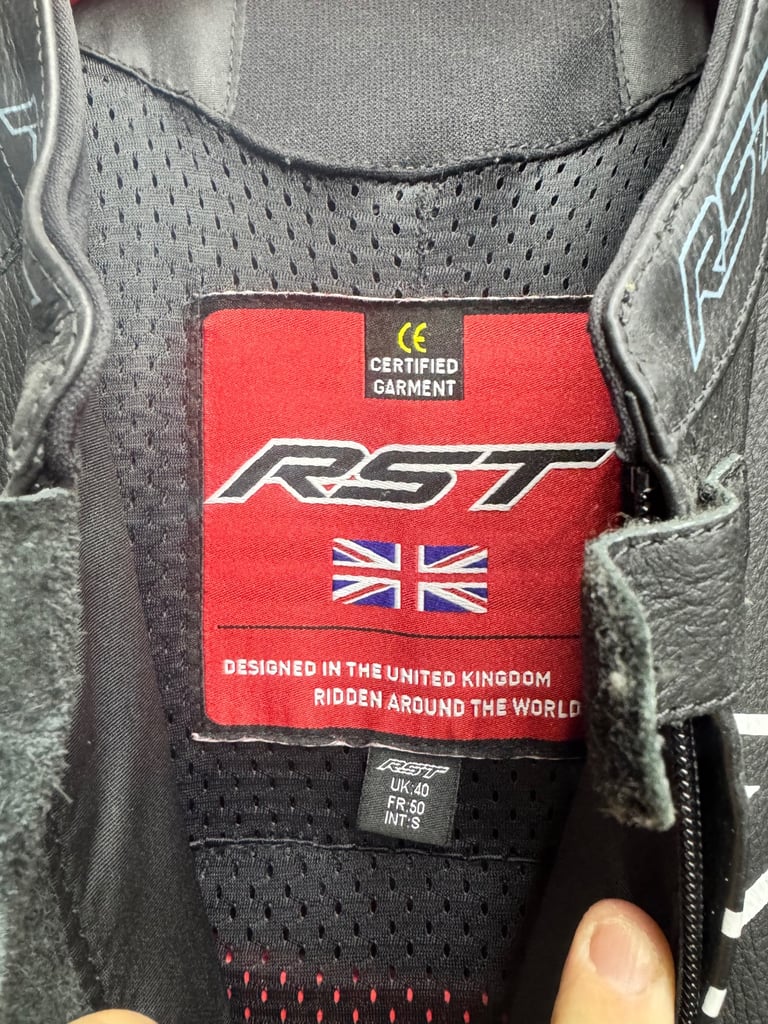 CE
CERTIFIED
GARMENT
RST
RST
DESIGNED IN THE UNITED KINGDOM
RIDDEN AROUND THE WORLD
RST
UK:40
FR:50
INT:S